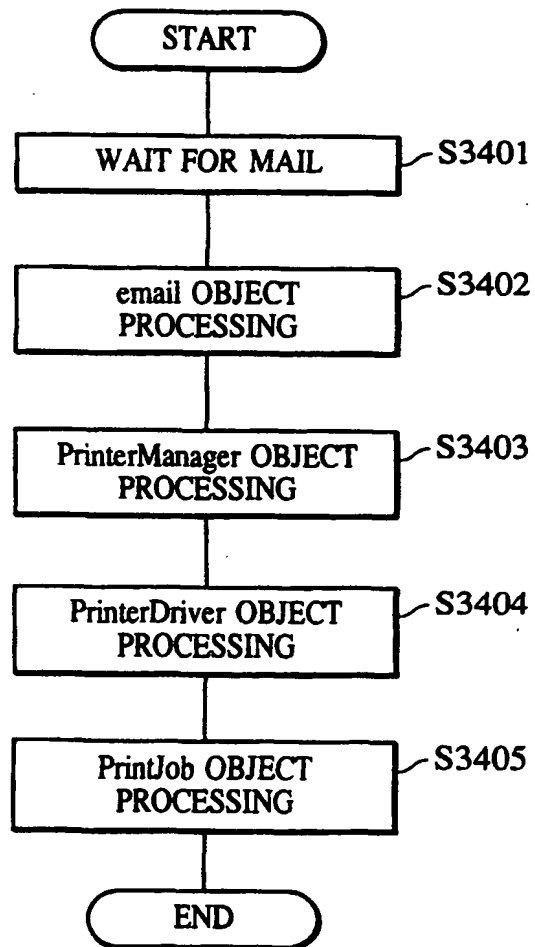 START
WAIT FOR MAIL
S3401
email OBJECT
PROCESSING
S3402
PrinterManager OBJECT
PROCESSING
S3403
PrinterDriver OBJECT
PROCESSING
S3404
PrintJob OBJECT
PROCESSING
S3405
END